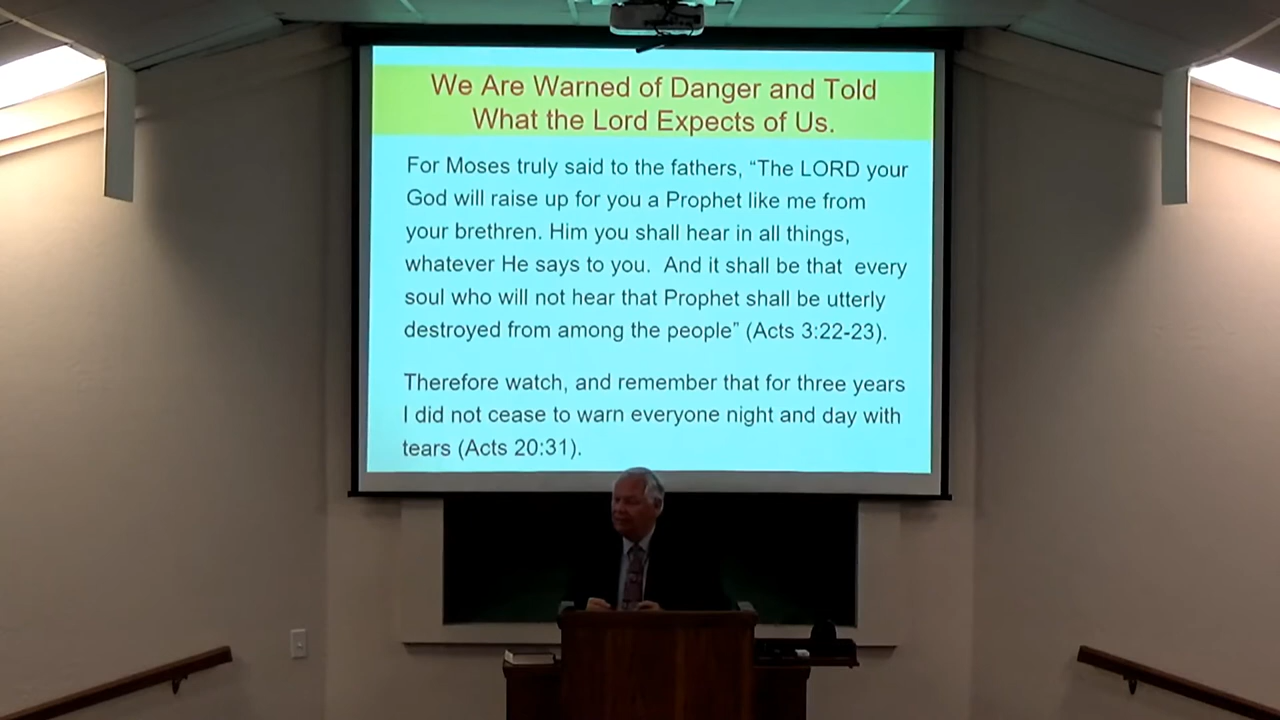 We Are Warned of Danger and Told
What the Lord Expects of Us.
For Moses truly said to the fathers, “The LORD your
God will raise up for you a Prophet like me from
your brethren. Him you shall hear in all things,
whatever He says to you. And it shall be that every
soul who will not hear that Prophet shall be utterly
destroyed from among the people” (Acts 3:22-23).
Therefore watch, and remember that for three years
I did not cease to warn everyone night and day with
tears (Acts 20:31).